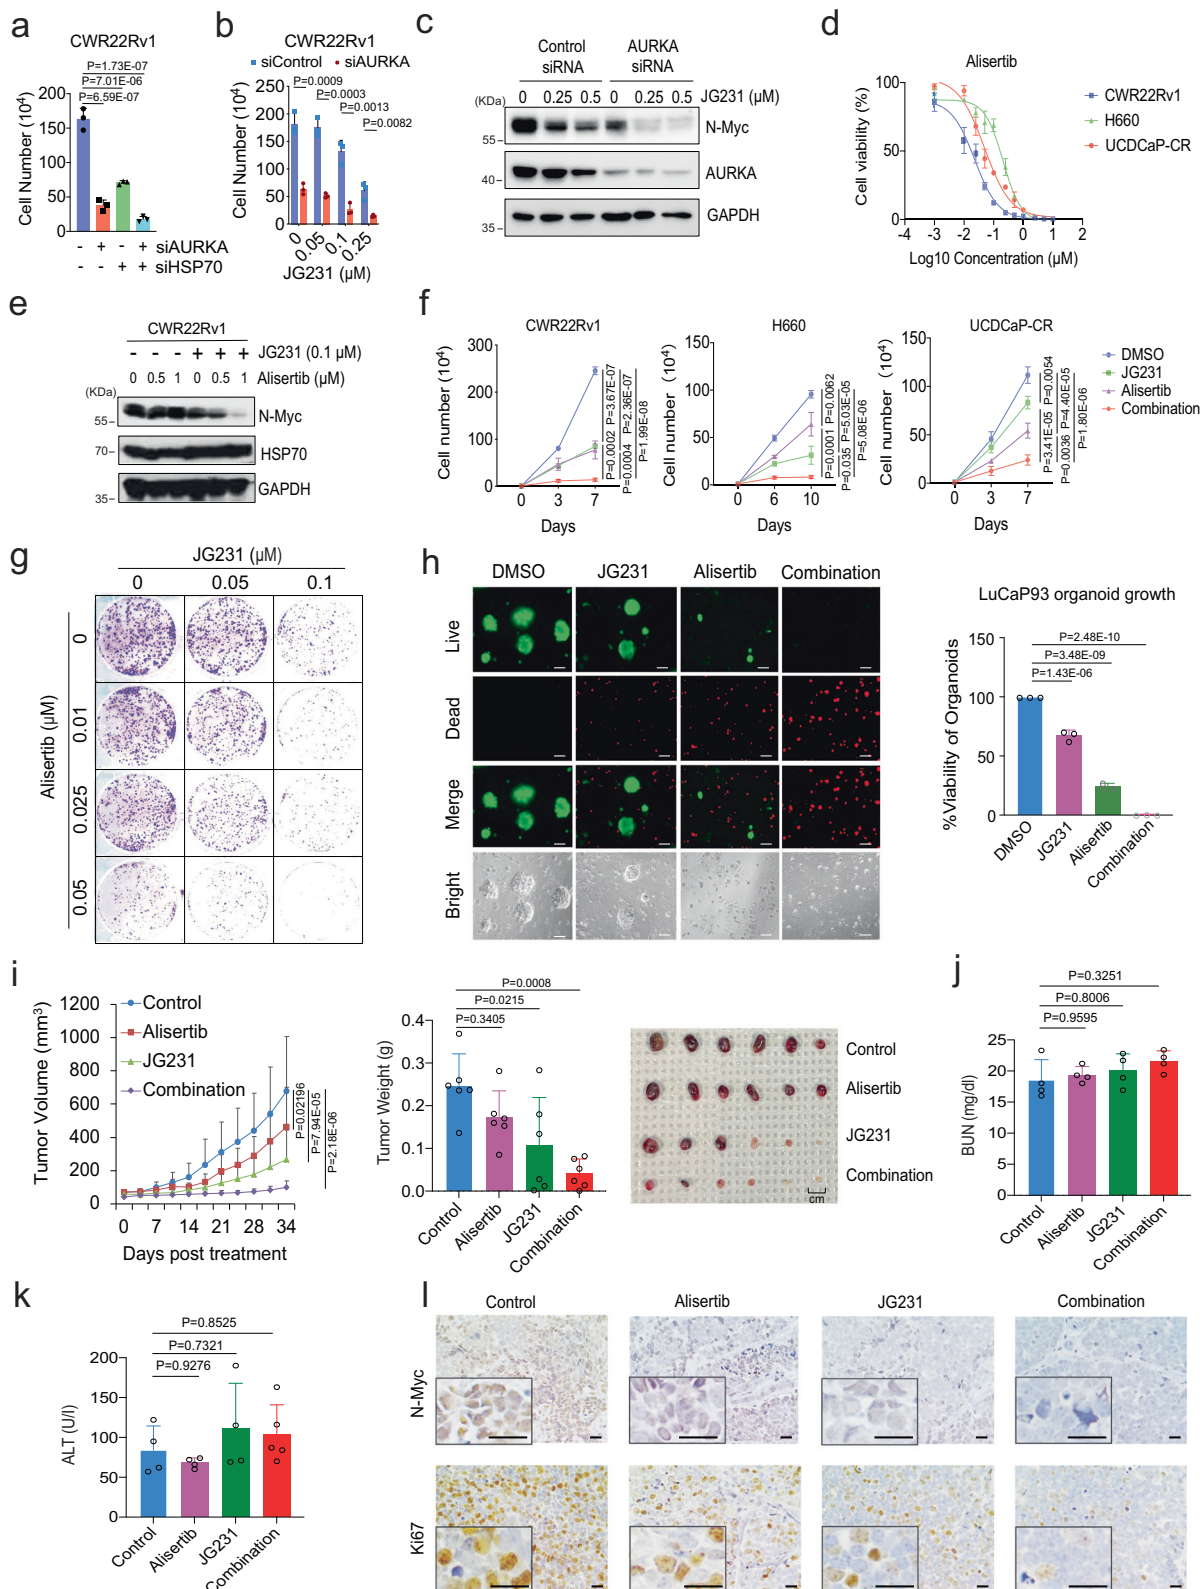 a
CWR22Rv1
P=1.73E-07
P=7.01E-06
P=6.59E-07
Cell Number (10⁴)
200
150
100
50
0
- + - + siAURKA
- - + + siHSP70
b
CWR22Rv1
siControl siAURKA
P=0.0009
P=0.0003
P=0.0013
P=0.0082
Cell Number (10⁴)
250
200
150
100
50
0
0 0.05 0.1 0.25
JG231 (µM)
c
Control siRNA
AURKA siRNA
(KDa) 0 0.25 0.5 0 0.25 0.5 JG231 (µM)
55 N-Myc
40 AURKA
35 GAPDH
d
Alisertib
Cell viability (%)
100
50
0
-4 -3 -2 -1 0 1 2
Log10 Concentration (µM)
CWR22Rv1
H660
UCDCaP-CR
e
CWR22Rv1
- - - + + + JG231 (0.1 µM)
0 0.5 1 0 0.5 1 Alisertib (µM)
(KDa)
55 N-Myc
70 HSP70
35 GAPDH
f
CWR22Rv1
Cell number (10⁴)
300
200
100
0
0 3 7
Days
P=0.0002 P=3.67E-07
P=0.0004 P=2.36E-07
P=1.99E-08
H660
Cell number (10⁴)
150
100
50
0
0 6 10
Days
P=0.0001 P=0.0062
P=0.035 P=5.03E-05
P=5.08E-06
UCDCaP-CR
Cell number (10⁴)
150
100
50
0
0 3 7
Days
P=3.41E-05 P=0.0054
P=0.0036 P=4.40E-05
P=1.80E-06
DMSO
JG231
Alisertib
Combination
g
JG231 (µM)
0 0.05 0.1
Alisertib (µM)
0
0.01
0.025
0.05
h
DMSO JG231 Alisertib Combination
Live
Dead
Merge
Bright
LuCaP93 organoid growth
P=2.48E-10
P=3.48E-09
P=1.43E-06
%Viability of Organoids
150
100
50
0
DMSO JG231 Alisertib Combination
i
Tumor Volume (mm³)
1200
1000
800
600
400
200
0
Control
Alisertib
JG231
Combination
0 7 14 21 28 34
Days post treatment
P=0.02196
P=7.94E-05
P=2.18E-06
P=0.0008
P=0.0215
P=0.3405
Tumor Weight (g)
0.4
0.3
0.2
0.1
0.0
Control Alisertib JG231 Combination
Control
Alisertib
JG231
Combination
cm
j
P=0.3251
P=0.8006
P=0.9595
BUN (mg/dl)
25
20
15
10
5
0
Control Alisertib JG231 Combination
k
P=0.8525
P=0.7321
P=0.9276
ALT (U/l)
200
150
100
50
0
Control Alisertib JG231 Combination
l
Control Alisertib JG231 Combination
N-Myc
Ki67